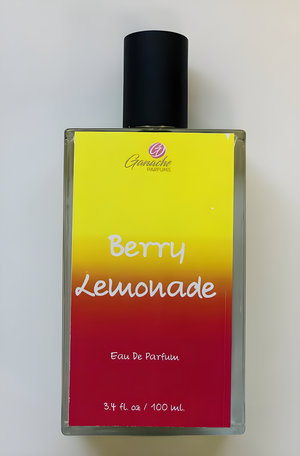 Ganache
PARFUMS
Berry
Lemonade
Eau De Parfum
3.4 fl. oz / 100 ml.